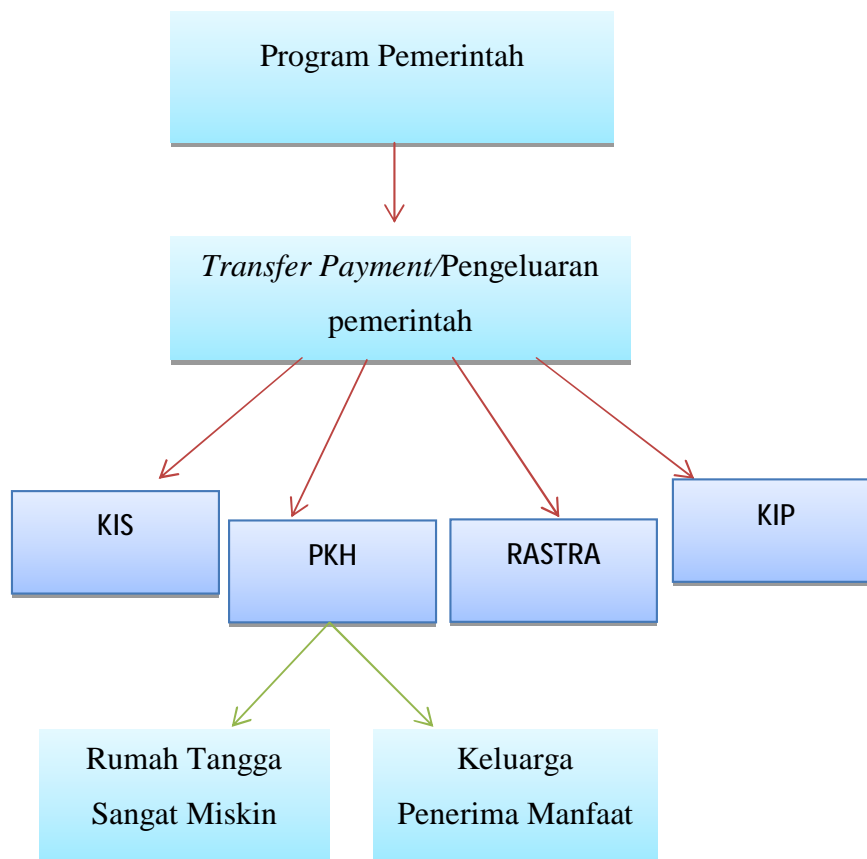 Program Pemerintah
Transfer Payment/Pengeluaran
pemerintah
KIS
PKH
RASTRA
KIP
Rumah Tangga
Sangat Miskin
Keluarga
Penerima Manfaat